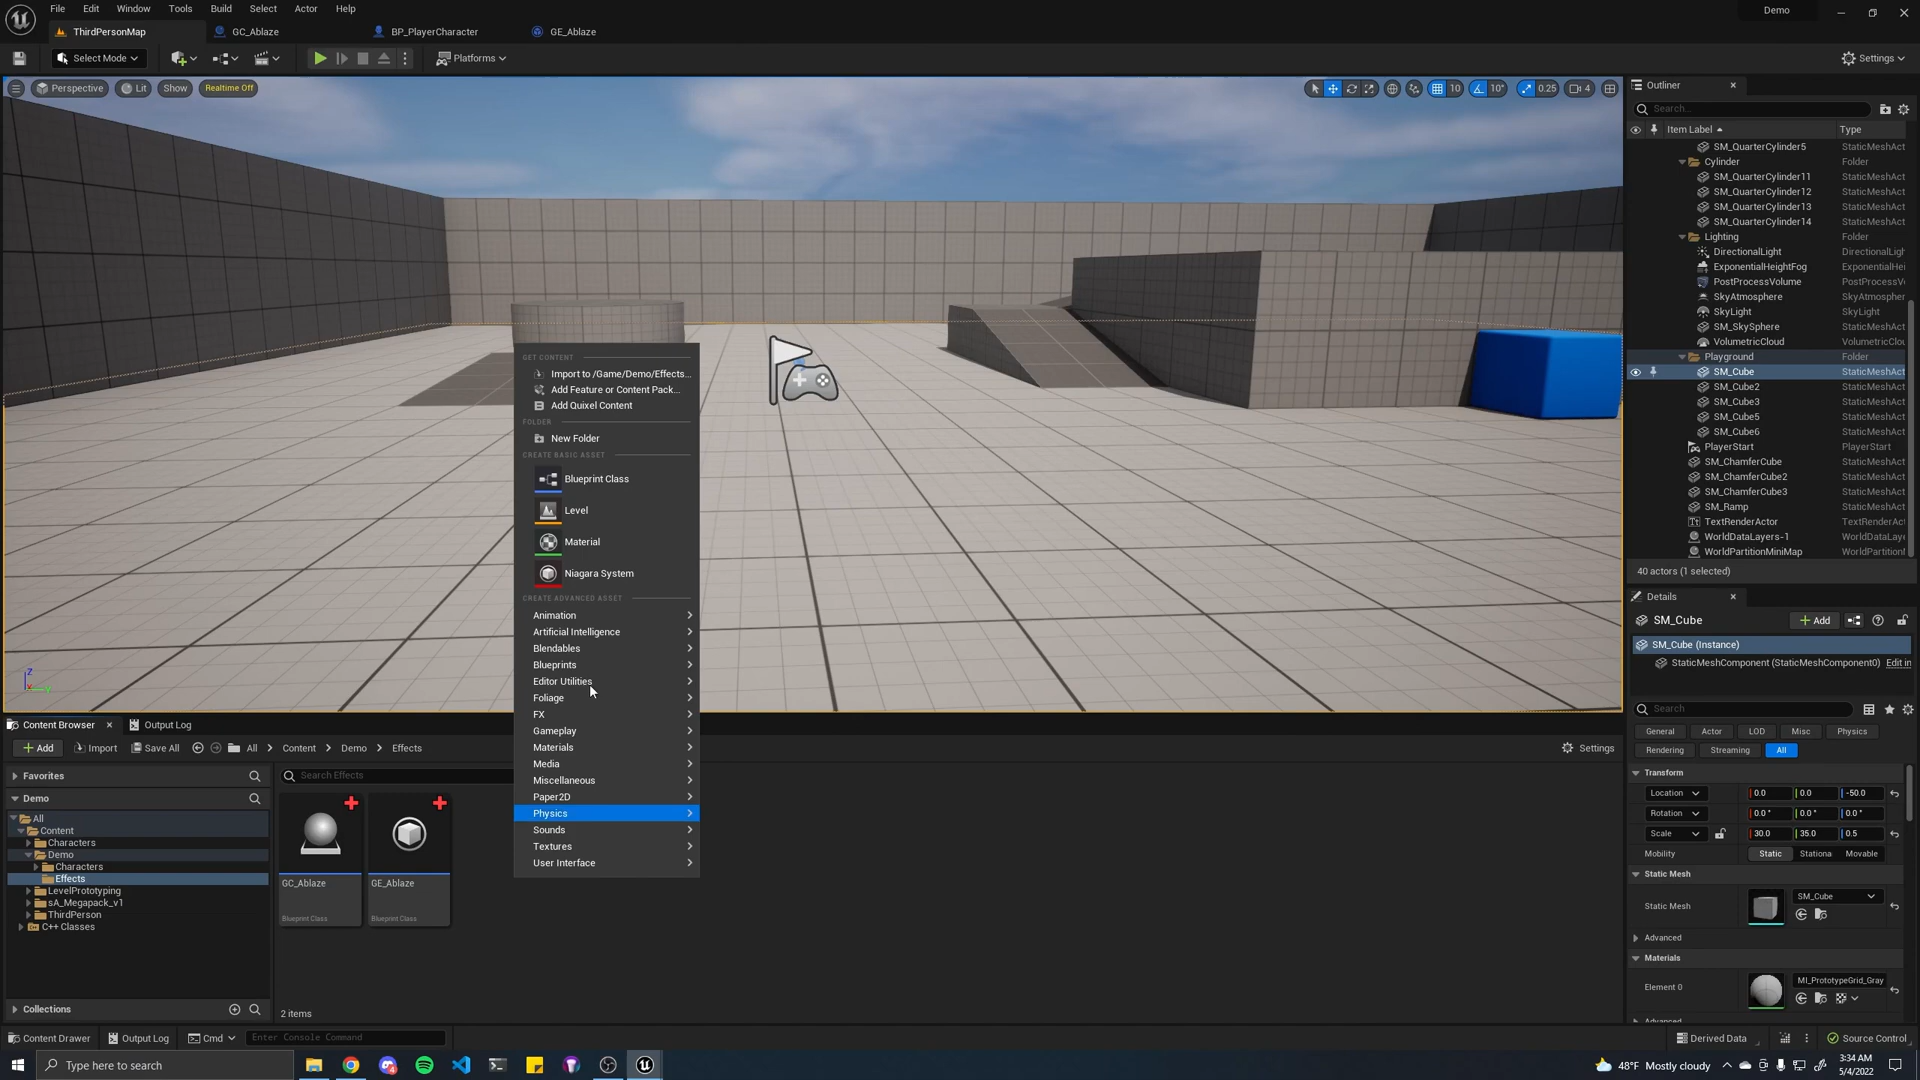 File Edit Window Tools Build Select Actor Help
Demo
ThirdPersonMap GC_Ablaze BP_PlayerCharacter GE_Ablaze
Select Mode Platforms Settings
Perspective Lit Show Realtime Off 10 10° 0.25 4
Outliner
Search...
Item Label Type
SM_QuarterCylinder5 StaticMeshAct
Cylinder Folder
SM_QuarterCylinder11 StaticMeshAct
SM_QuarterCylinder12 StaticMeshAct
SM_QuarterCylinder13 StaticMeshAct
SM_QuarterCylinder14 StaticMeshAct
Lighting Folder
DirectionalLight DirectionalLight
ExponentialHeightFog ExponentialHei
PostProcessVolume PostProcessV
SkyAtmosphere SkyAtmospher
SkyLight SkyLight
SM_SkySphere StaticMeshAct
VolumetricCloud VolumetricClou
Playground Folder
SM_Cube StaticMeshAct
SM_Cube2 StaticMeshAct
SM_Cube3 StaticMeshAct
SM_Cube5 StaticMeshAct
SM_Cube6 StaticMeshAct
PlayerStart PlayerStart
SM_ChamferCube StaticMeshAct
SM_ChamferCube2 StaticMeshAct
SM_ChamferCube3 StaticMeshAct
SM_Ramp StaticMeshAct
TextRenderActor TextRenderAct
WorldDataLayers-1 WorldDataLaye
WorldPartitionMiniMap WorldPartition
40 actors (1 selected)
GET CONTENT
Import to /Game/Demo/Effects...
Add Feature or Content Pack...
Add Quixel Content
FOLDER
New Folder
CREATE BASIC ASSET
Blueprint Class
Level
Material
Niagara System
CREATE ADVANCED ASSET
Animation
Artificial Intelligence
Blendables
Blueprints
Editor Utilities
Foliage
FX
Gameplay
Materials
Media
Miscellaneous
Paper2D
Physics
Sounds
Textures
User Interface
Details
SM_Cube Add
SM_Cube (Instance)
StaticMeshComponent (StaticMeshComponent0) Edit in
Search
General Actor LOD Misc Physics
Rendering Streaming All
Transform
Location 0.0 0.0 -50.0
Rotation 0.0° 0.0° 0.0°
Scale 30.0 35.0 0.5
Mobility Static Stationa Movable
Static Mesh
Static Mesh SM_Cube
Advanced
Materials
Element 0 MI_PrototypeGrid_Gray
Z
Y
Content Browser Output Log
Add Import Save All All Content Demo Effects Settings
Favorites
Search Effects
Demo
All
Content
Characters
Demo
Characters
Effects
LevelPrototyping
sA_Megapack_v1
ThirdPerson
C++ Classes
Collections
GC_Ablaze GE_Ablaze
Blueprint Class Blueprint Class
2 items
Content Drawer Output Log Cmd Enter Console Command Derived Data Source Control
Type here to search 48°F Mostly cloudy 3:34 AM
5/4/2022